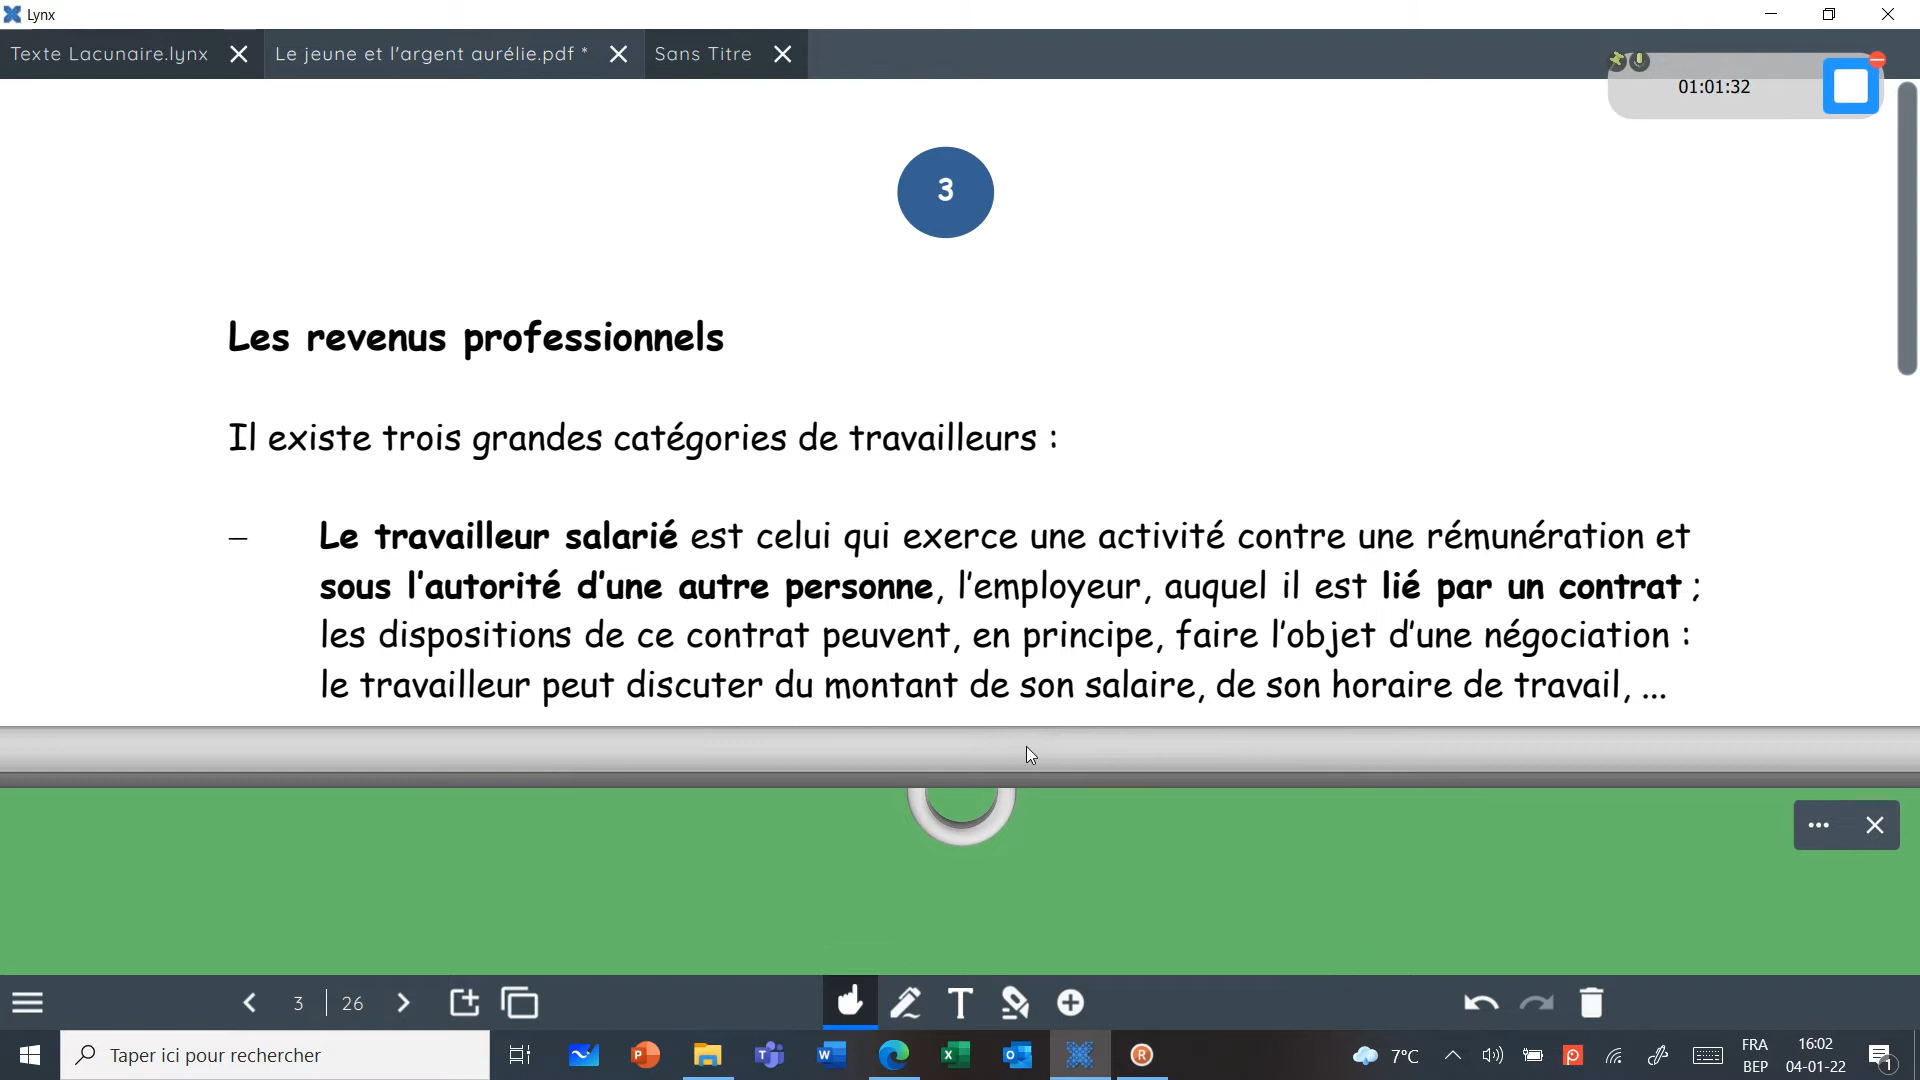 Lynx
Texte Lacunaire.lynx
Le jeune et l'argent aurélie.pdf *
Sans Titre
01:01:32
3
Les revenus professionnels
Il existe trois grandes catégories de travailleurs :
– Le travailleur salarié est celui qui exerce une activité contre une rémunération et
sous l’autorité d’une autre personne, l’employeur, auquel il est lié par un contrat ;
les dispositions de ce contrat peuvent, en principe, faire l’objet d’une négociation :
le travailleur peut discuter du montant de son salaire, de son horaire de travail, ...
3 | 26
T
Taper ici pour rechercher
7°C
FRA
BEP
16:02
04-01-22
1